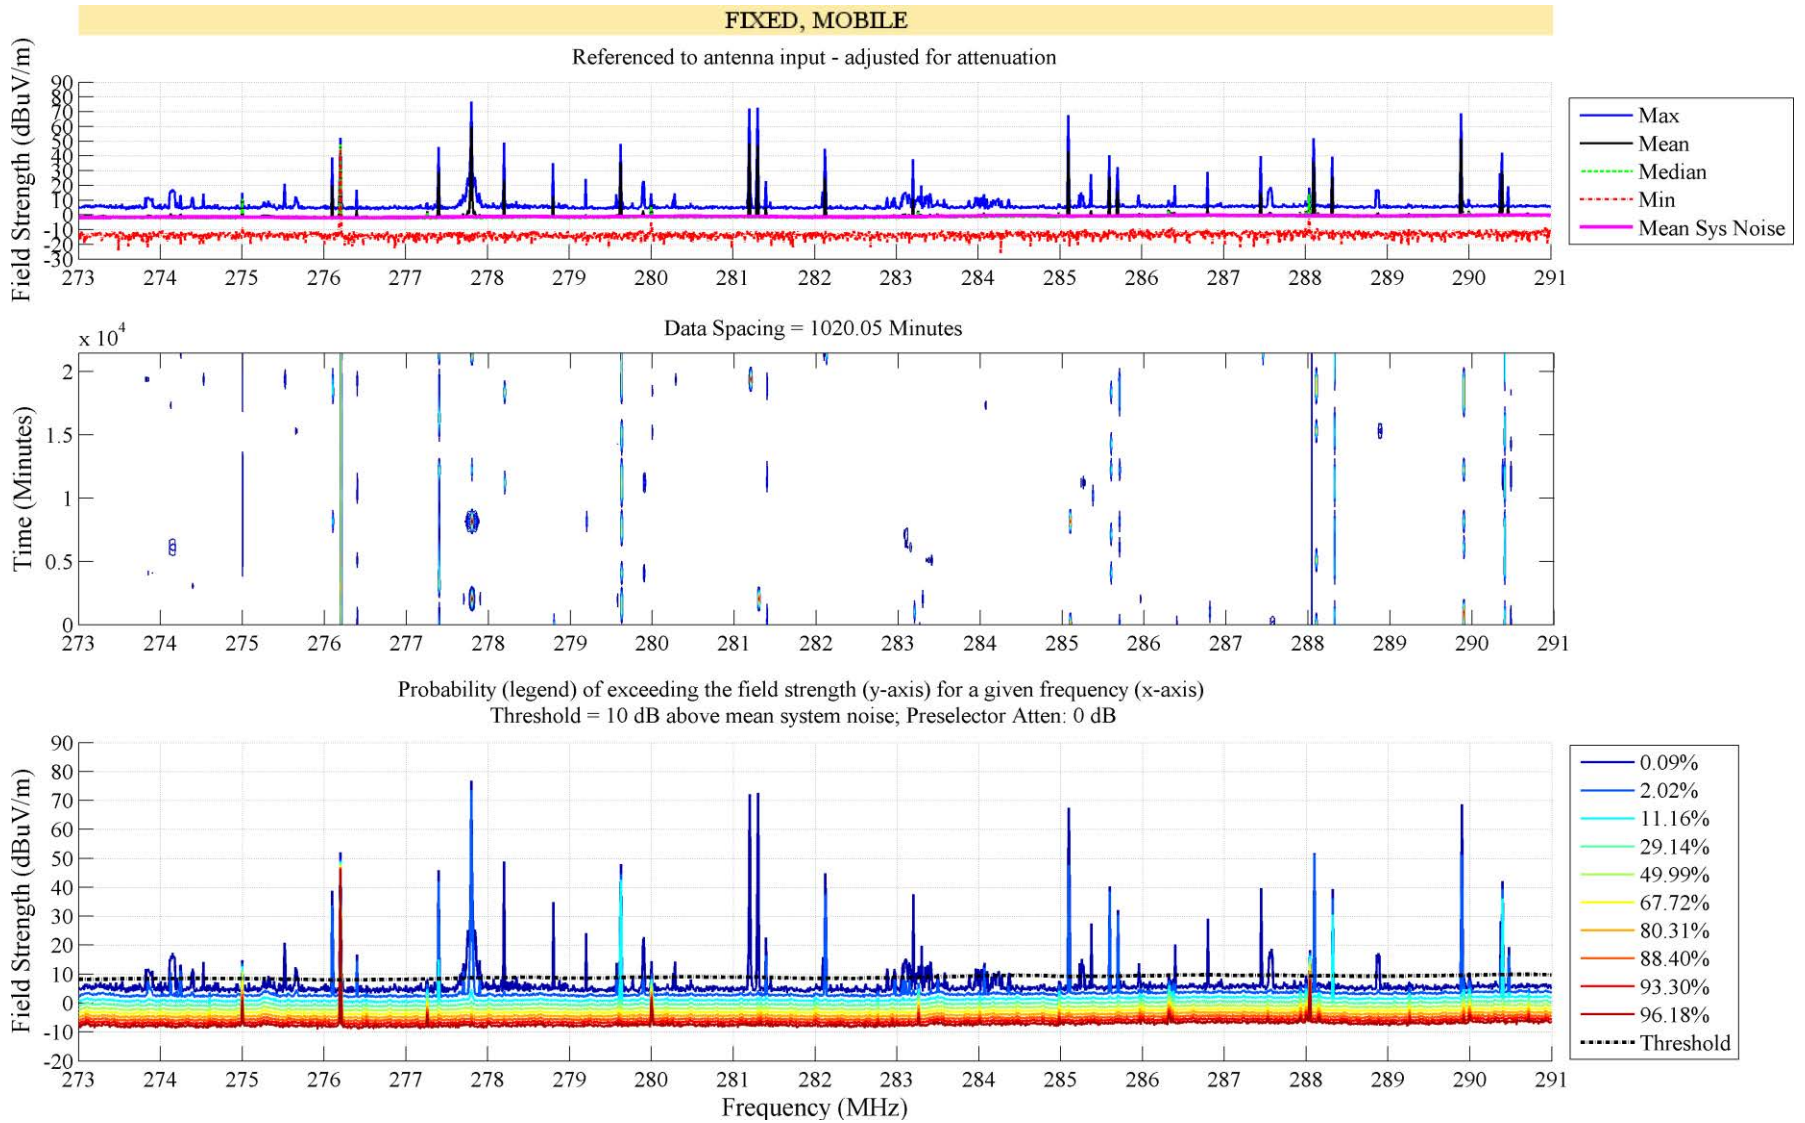 FIXED, MOBILE
Referenced to antenna input - adjusted for attenuation
Field Strength (dBuV/m)
90
80
70
60
50
40
30
20
10
0
-10
-20
-30
273 274 275 276 277 278 279 280 281 282 283 284 285 286 287 288 289 290 291
Max
Mean
Median
Min
Mean Sys Noise
Data Spacing = 1020.05 Minutes
x 10^4
Time (Minutes)
2
1.5
1
0.5
0
273 274 275 276 277 278 279 280 281 282 283 284 285 286 287 288 289 290 291
Probability (legend) of exceeding the field strength (y-axis) for a given frequency (x-axis)
Threshold = 10 dB above mean system noise; Preselector Atten: 0 dB
Field Strength (dBuV/m)
90
80
70
60
50
40
30
20
10
0
-10
-20
273 274 275 276 277 278 279 280 281 282 283 284 285 286 287 288 289 290 291
Frequency (MHz)
0.09%
2.02%
11.16%
29.14%
49.99%
67.72%
80.31%
88.40%
93.30%
96.18%
Threshold